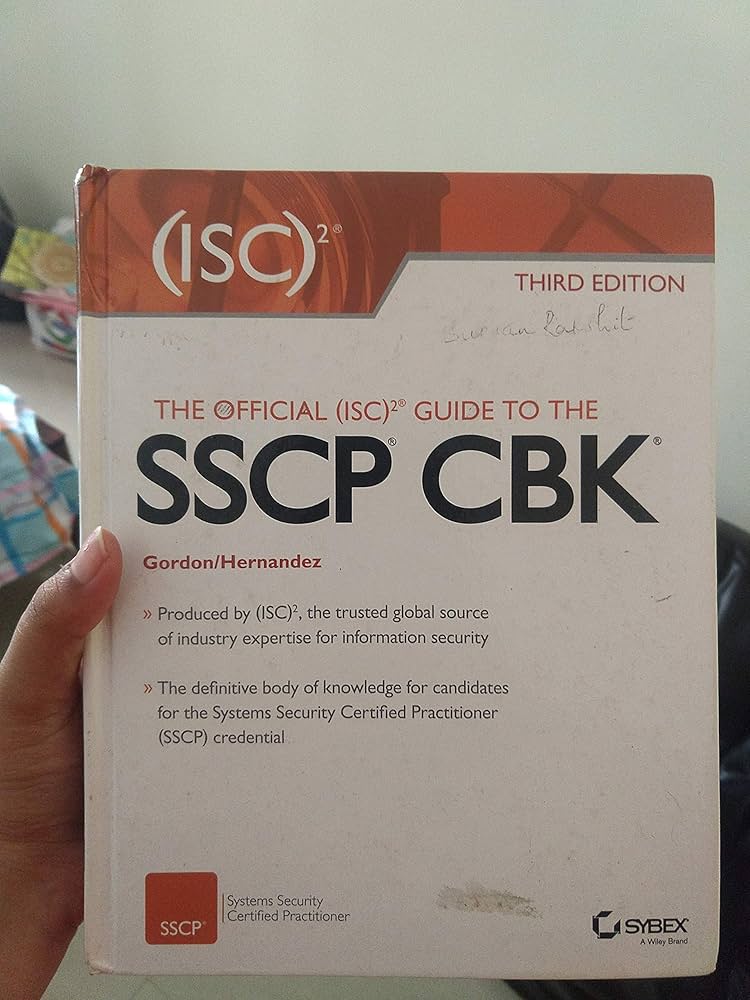 (ISC)²®
THIRD EDITION
Rakshit
THE OFFICIAL (ISC)²® GUIDE TO THE
SSCP® CBK®
Gordon/Hernandez
» Produced by (ISC)², the trusted global source
of industry expertise for information security
» The definitive body of knowledge for candidates
for the Systems Security Certified Practitioner
(SSCP) credential
SSCP®
Systems Security
Certified Practitioner
SYBEX®
A Wiley Brand